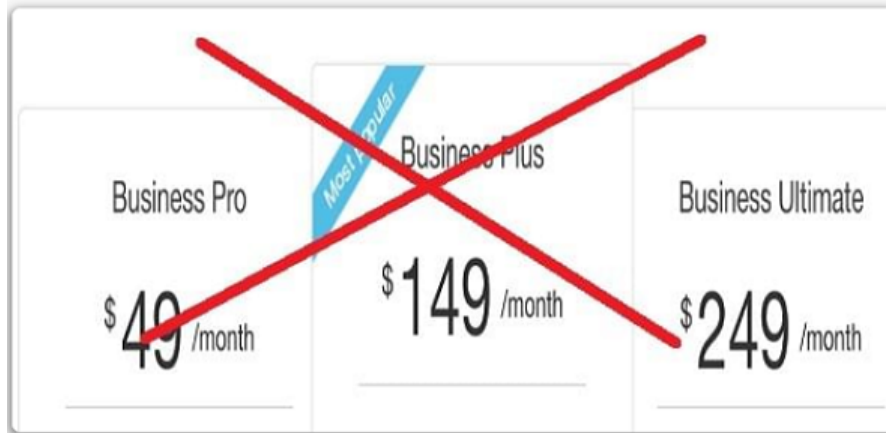 Business Pro
$49 /month
Most Popular
Business Plus
$149 /month
Business Ultimate
$249 /month